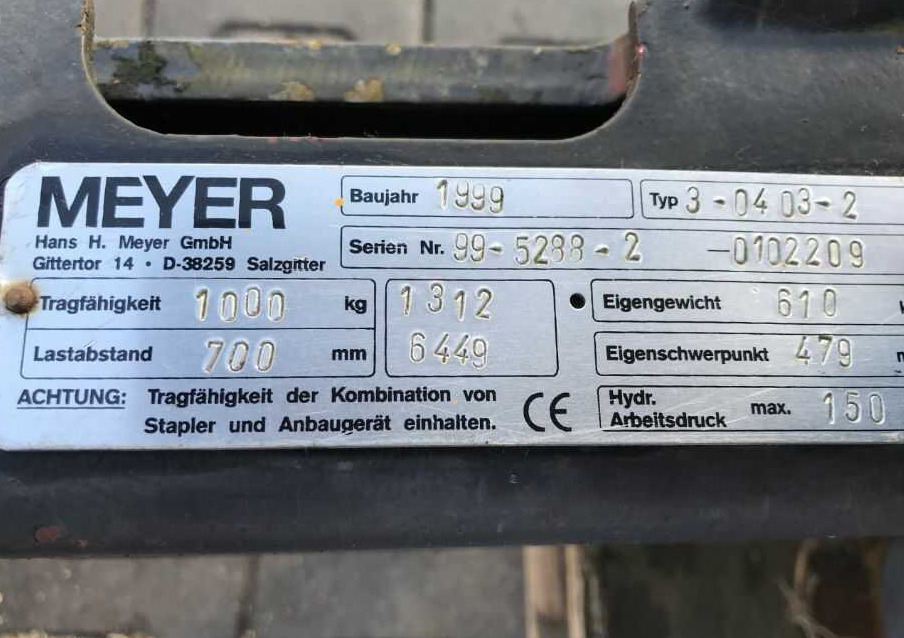 MEYER
Hans H. Meyer GmbH
Gittertor 14 · D-38259 Salzgitter
Baujahr 1999
Typ 3-0403-2
Serien Nr. 99-5288-2 -0102209
Tragfähigkeit 1000 kg
1312
Eigengewicht 610
Lastabstand 700 mm
6449
Eigenschwerpunkt 479
ACHTUNG: Tragfähigkeit der Kombination von
Stapler und Anbaugerät einhalten.
CE
Hydr.
Arbeitsdruck max. 150